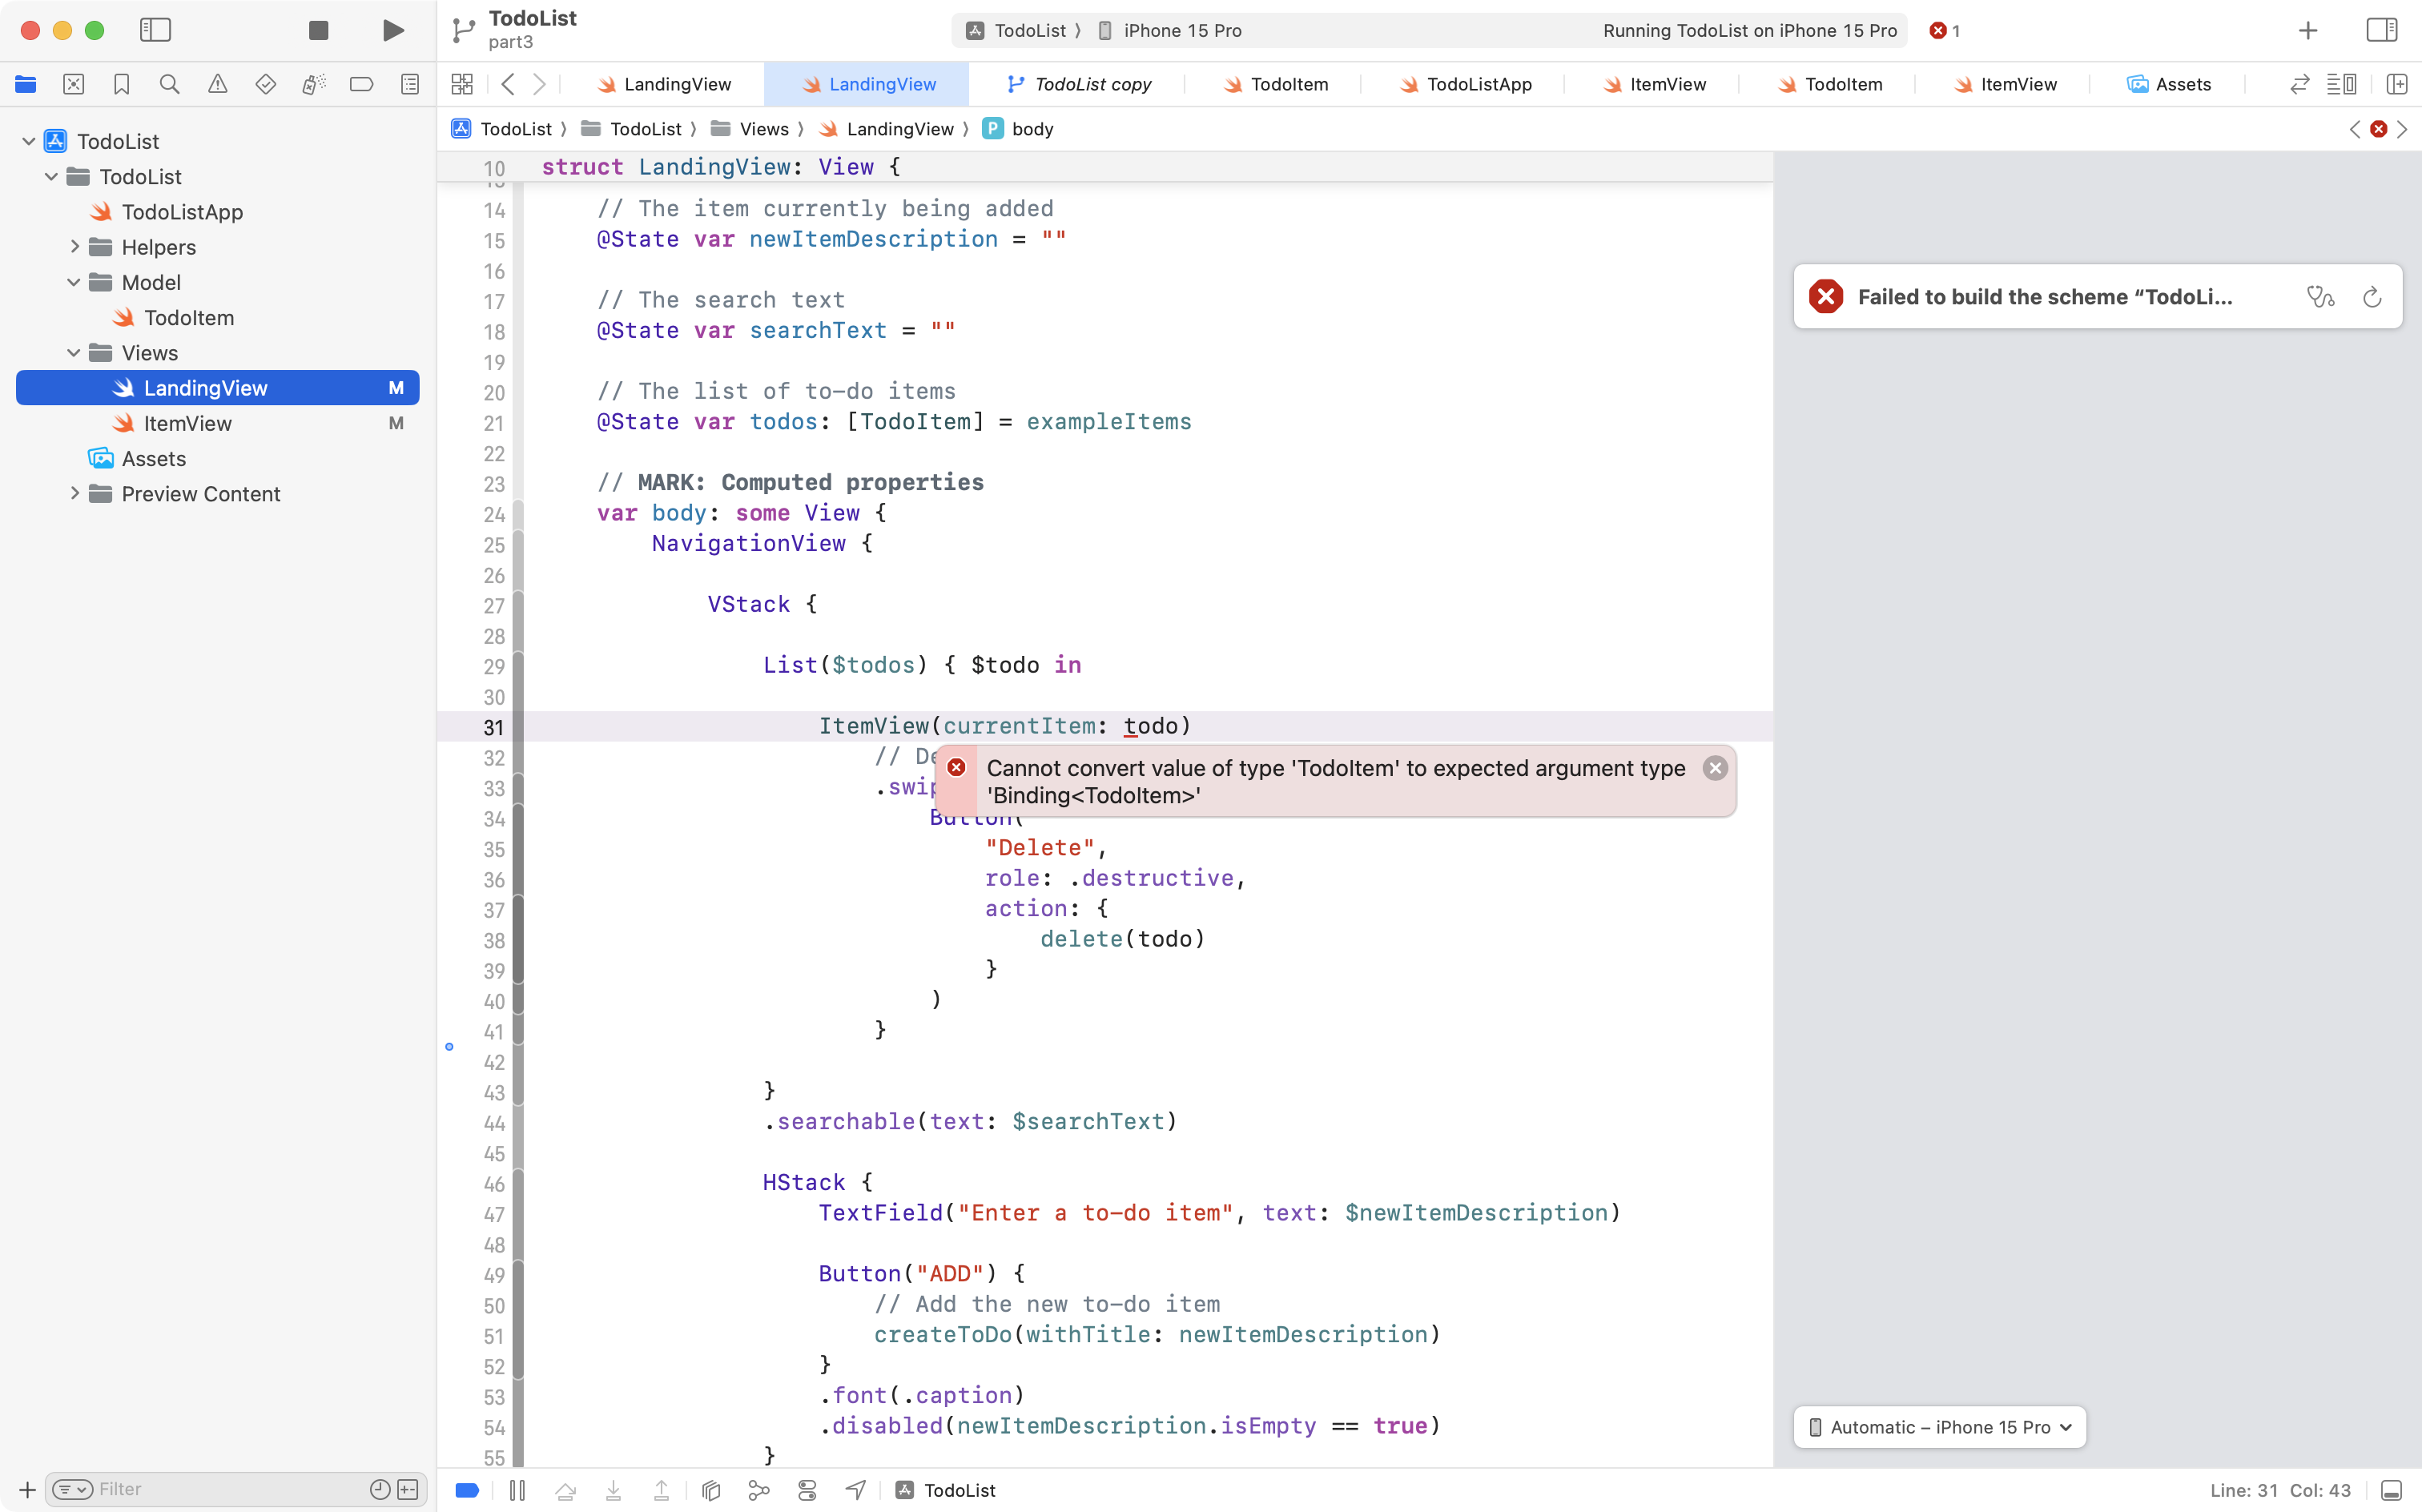 TodoList
part3
TodoList ⟩ iPhone 15 Pro
Running TodoList on iPhone 15 Pro
1
LandingView
LandingView
TodoList copy
TodoItem
TodoListApp
ItemView
TodoItem
ItemView
Assets
TodoList ⟩ TodoList ⟩ Views ⟩ LandingView ⟩ P body
TodoList
TodoList
TodoListApp
Helpers
Model
TodoItem
Views
LandingView M
ItemView M
Assets
Preview Content
Filter
10 struct LandingView: View {
14 // The item currently being added
15 @State var newItemDescription = ""
16
17 // The search text
18 @State var searchText = ""
19
20 // The list of to-do items
21 @State var todos: [TodoItem] = exampleItems
22
23 // MARK: Computed properties
24 var body: some View {
25 NavigationView {
26
27 VStack {
28
29 List($todos) { $todo in
30
31 ItemView(currentItem: todo)
Cannot convert value of type 'TodoItem' to expected argument type
'Binding<TodoItem>'
32 // De
33 .swip
34 Button(
35 "Delete",
36 role: .destructive,
37 action: {
38 delete(todo)
39 }
40 )
41 }
42
43 }
44 .searchable(text: $searchText)
45
46 HStack {
47 TextField("Enter a to-do item", text: $newItemDescription)
48
49 Button("ADD") {
50 // Add the new to-do item
51 createToDo(withTitle: newItemDescription)
52 }
53 .font(.caption)
54 .disabled(newItemDescription.isEmpty == true)
55 }
Failed to build the scheme “TodoLi...
Automatic – iPhone 15 Pro
TodoList
Line: 31 Col: 43